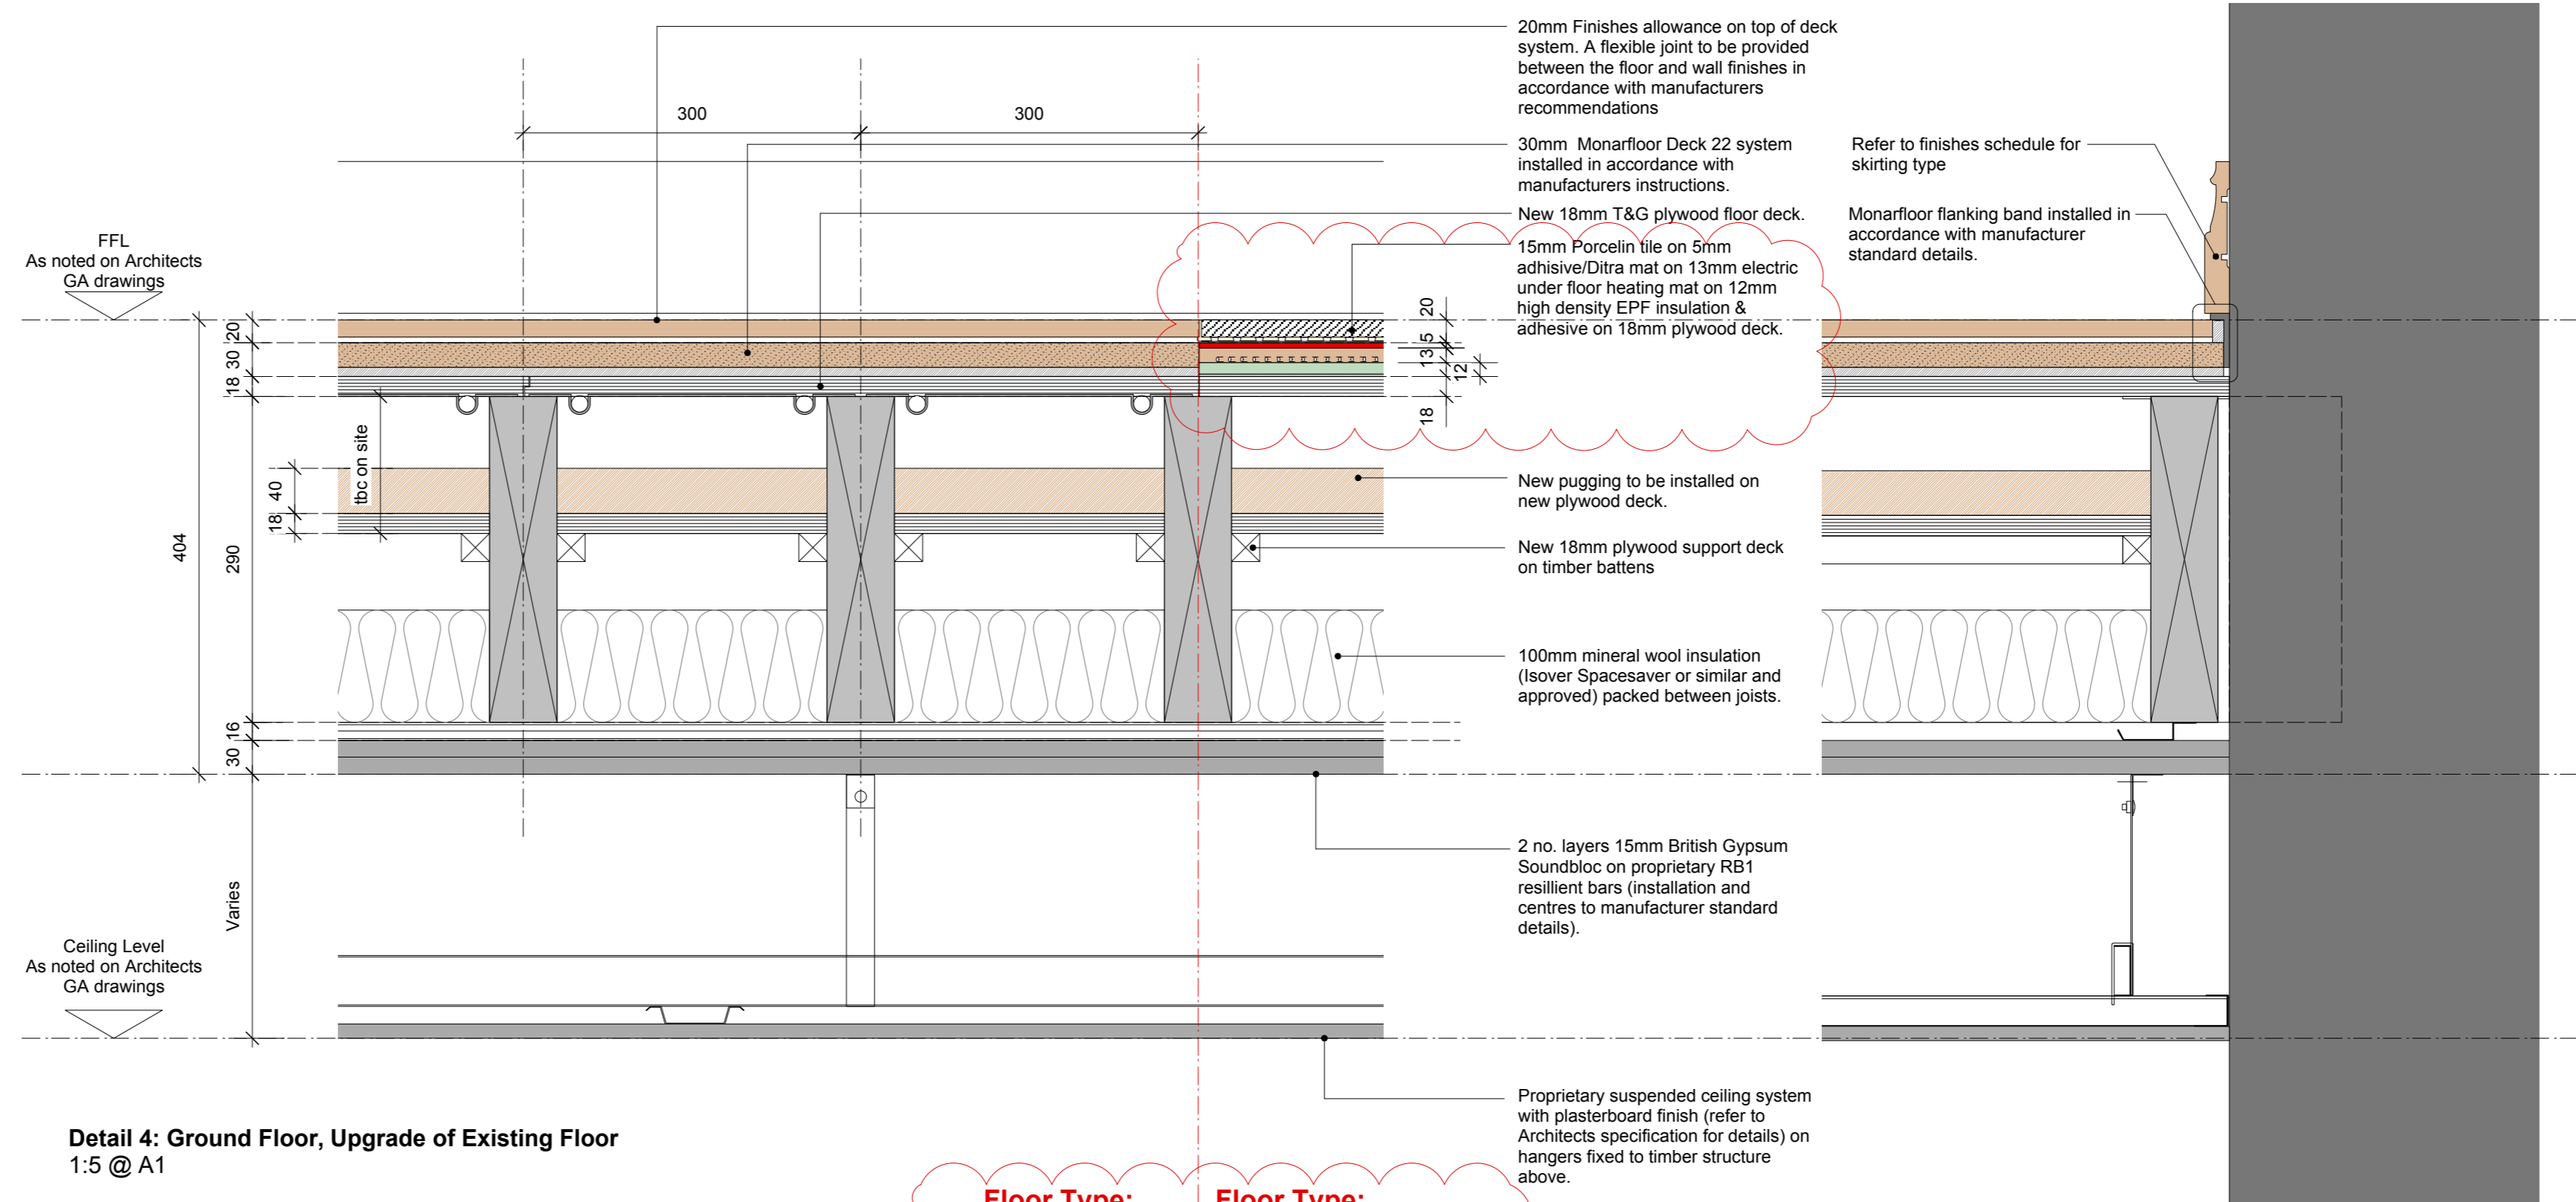 20mm Finishes allowance on top of deck
system. A flexible joint to be provided
between the floor and wall finishes in
accordance with manufacturers
recommendations
300
300
30mm  Monarfloor Deck 22 system
installed in accordance with
manufacturers instructions.
Refer to finishes schedule for
skirting type
New 18mm T&G plywood floor deck.
Monarfloor flanking band installed in
accordance with manufacturer
standard details.
15mm Porcelin tile on 5mm
adhisive/Ditra mat on 13mm electric
under floor heating mat on 12mm
high density EPF insulation &
adhesive on 18mm plywood deck.
FFL
As noted on Architects
GA drawings
20
30
18
20
5
13
12
18
tbc on site
40
18
404
290
16
30
New pugging to be installed on
new plywood deck.
New 18mm plywood support deck
on timber battens
100mm mineral wool insulation
(Isover Spacesaver or similar and
approved) packed between joists.
2 no. layers 15mm British Gypsum
Soundbloc on proprietary RB1
resillient bars (installation and
centres to manufacturer standard
details).
Varies
Ceiling Level
As noted on Architects
GA drawings
Proprietary suspended ceiling system
with plasterboard finish (refer to
Architects specification for details) on
hangers fixed to timber structure
above.
Detail 4: Ground Floor, Upgrade of Existing Floor
1:5 @ A1
Floor Type:
Floor Type: